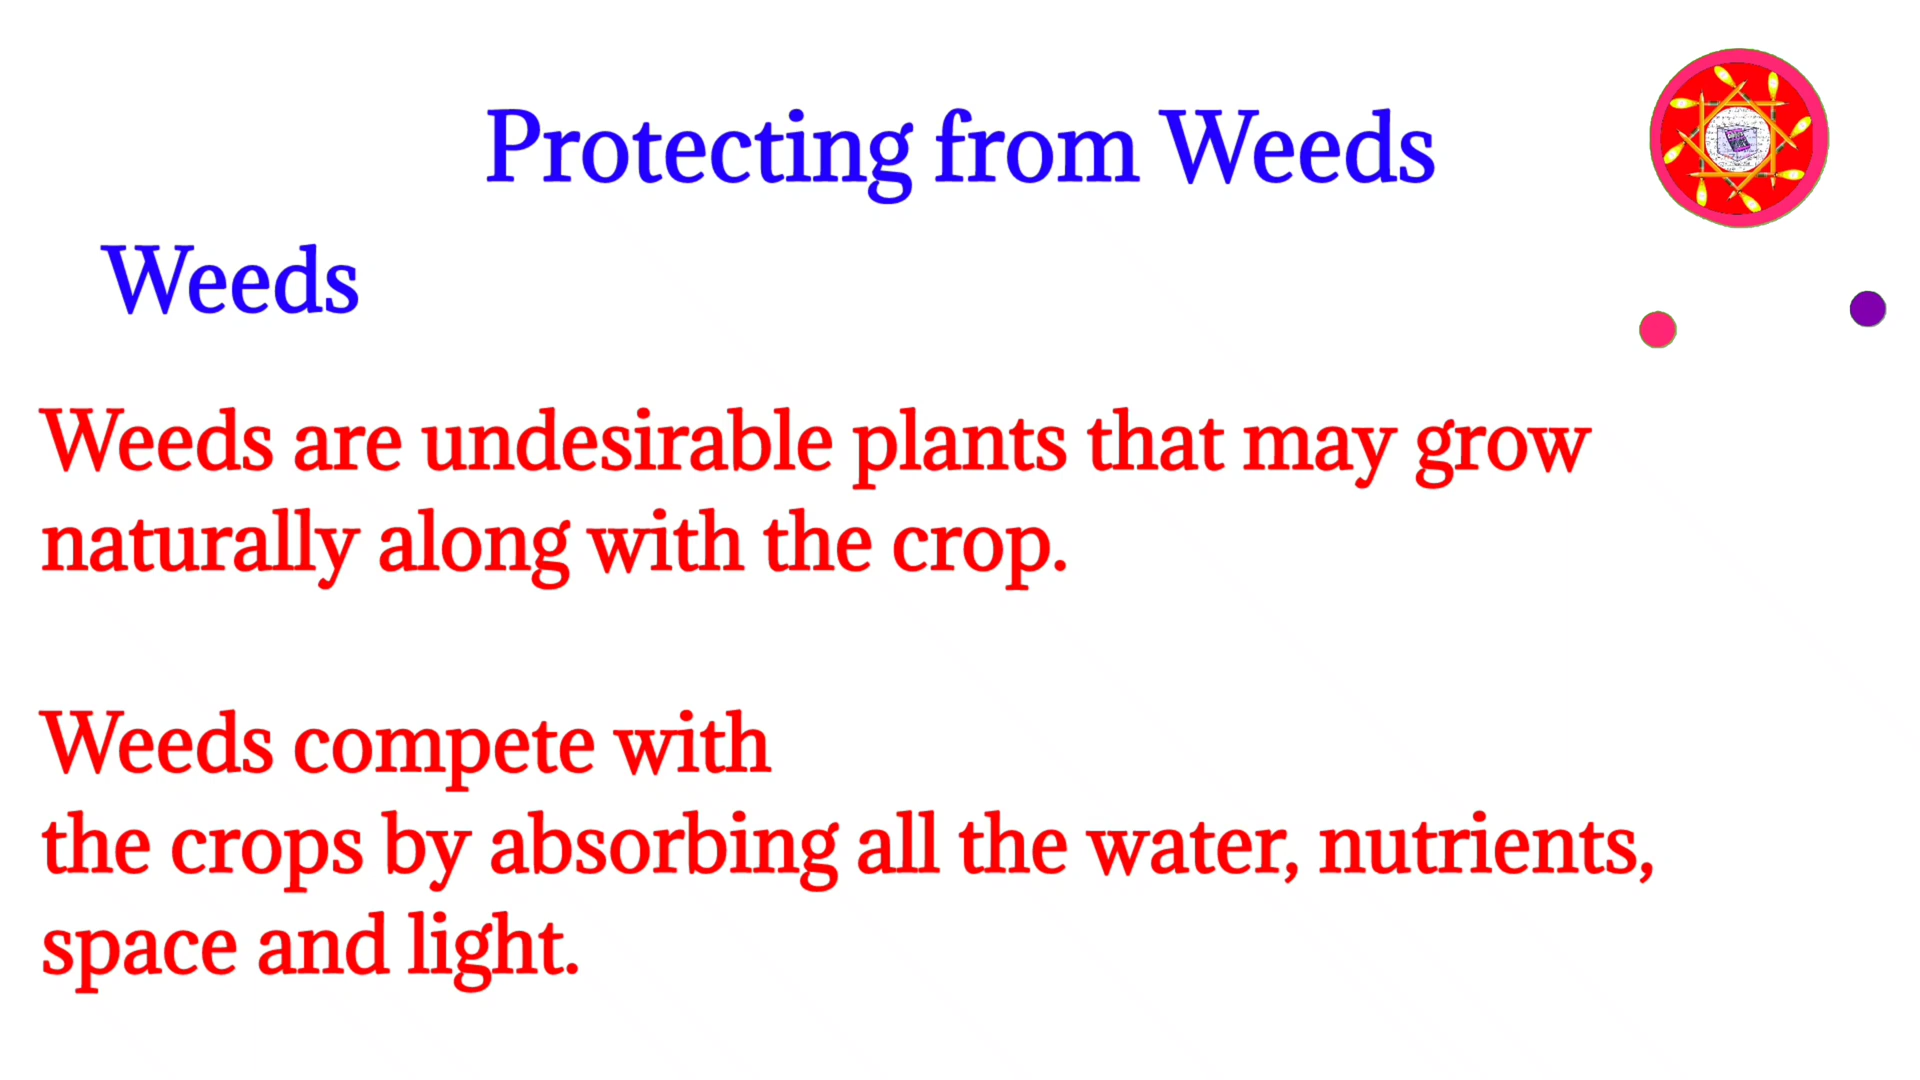 Protecting from Weeds
Weeds
Weeds are undesirable plants that may grow
naturally along with the crop.
Weeds compete with
the crops by absorbing all the water, nutrients,
space and light.